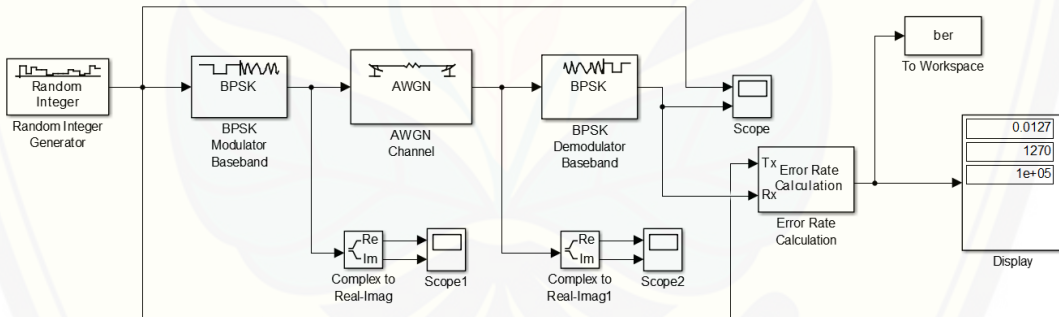 Random
Integer
Random Integer
Generator
BPSK
BPSK
Modulator
Baseband
AWGN
AWGN
Channel
BPSK
BPSK
Demodulator
Baseband
Scope
ber
To Workspace
Tx
Rx
Error Rate
Calculation
Error Rate
Calculation
0.0127
1270
1e+05
Display
Re
Im
Complex to
Real-Imag
Scope1
Re
Im
Complex to
Real-Imag1
Scope2